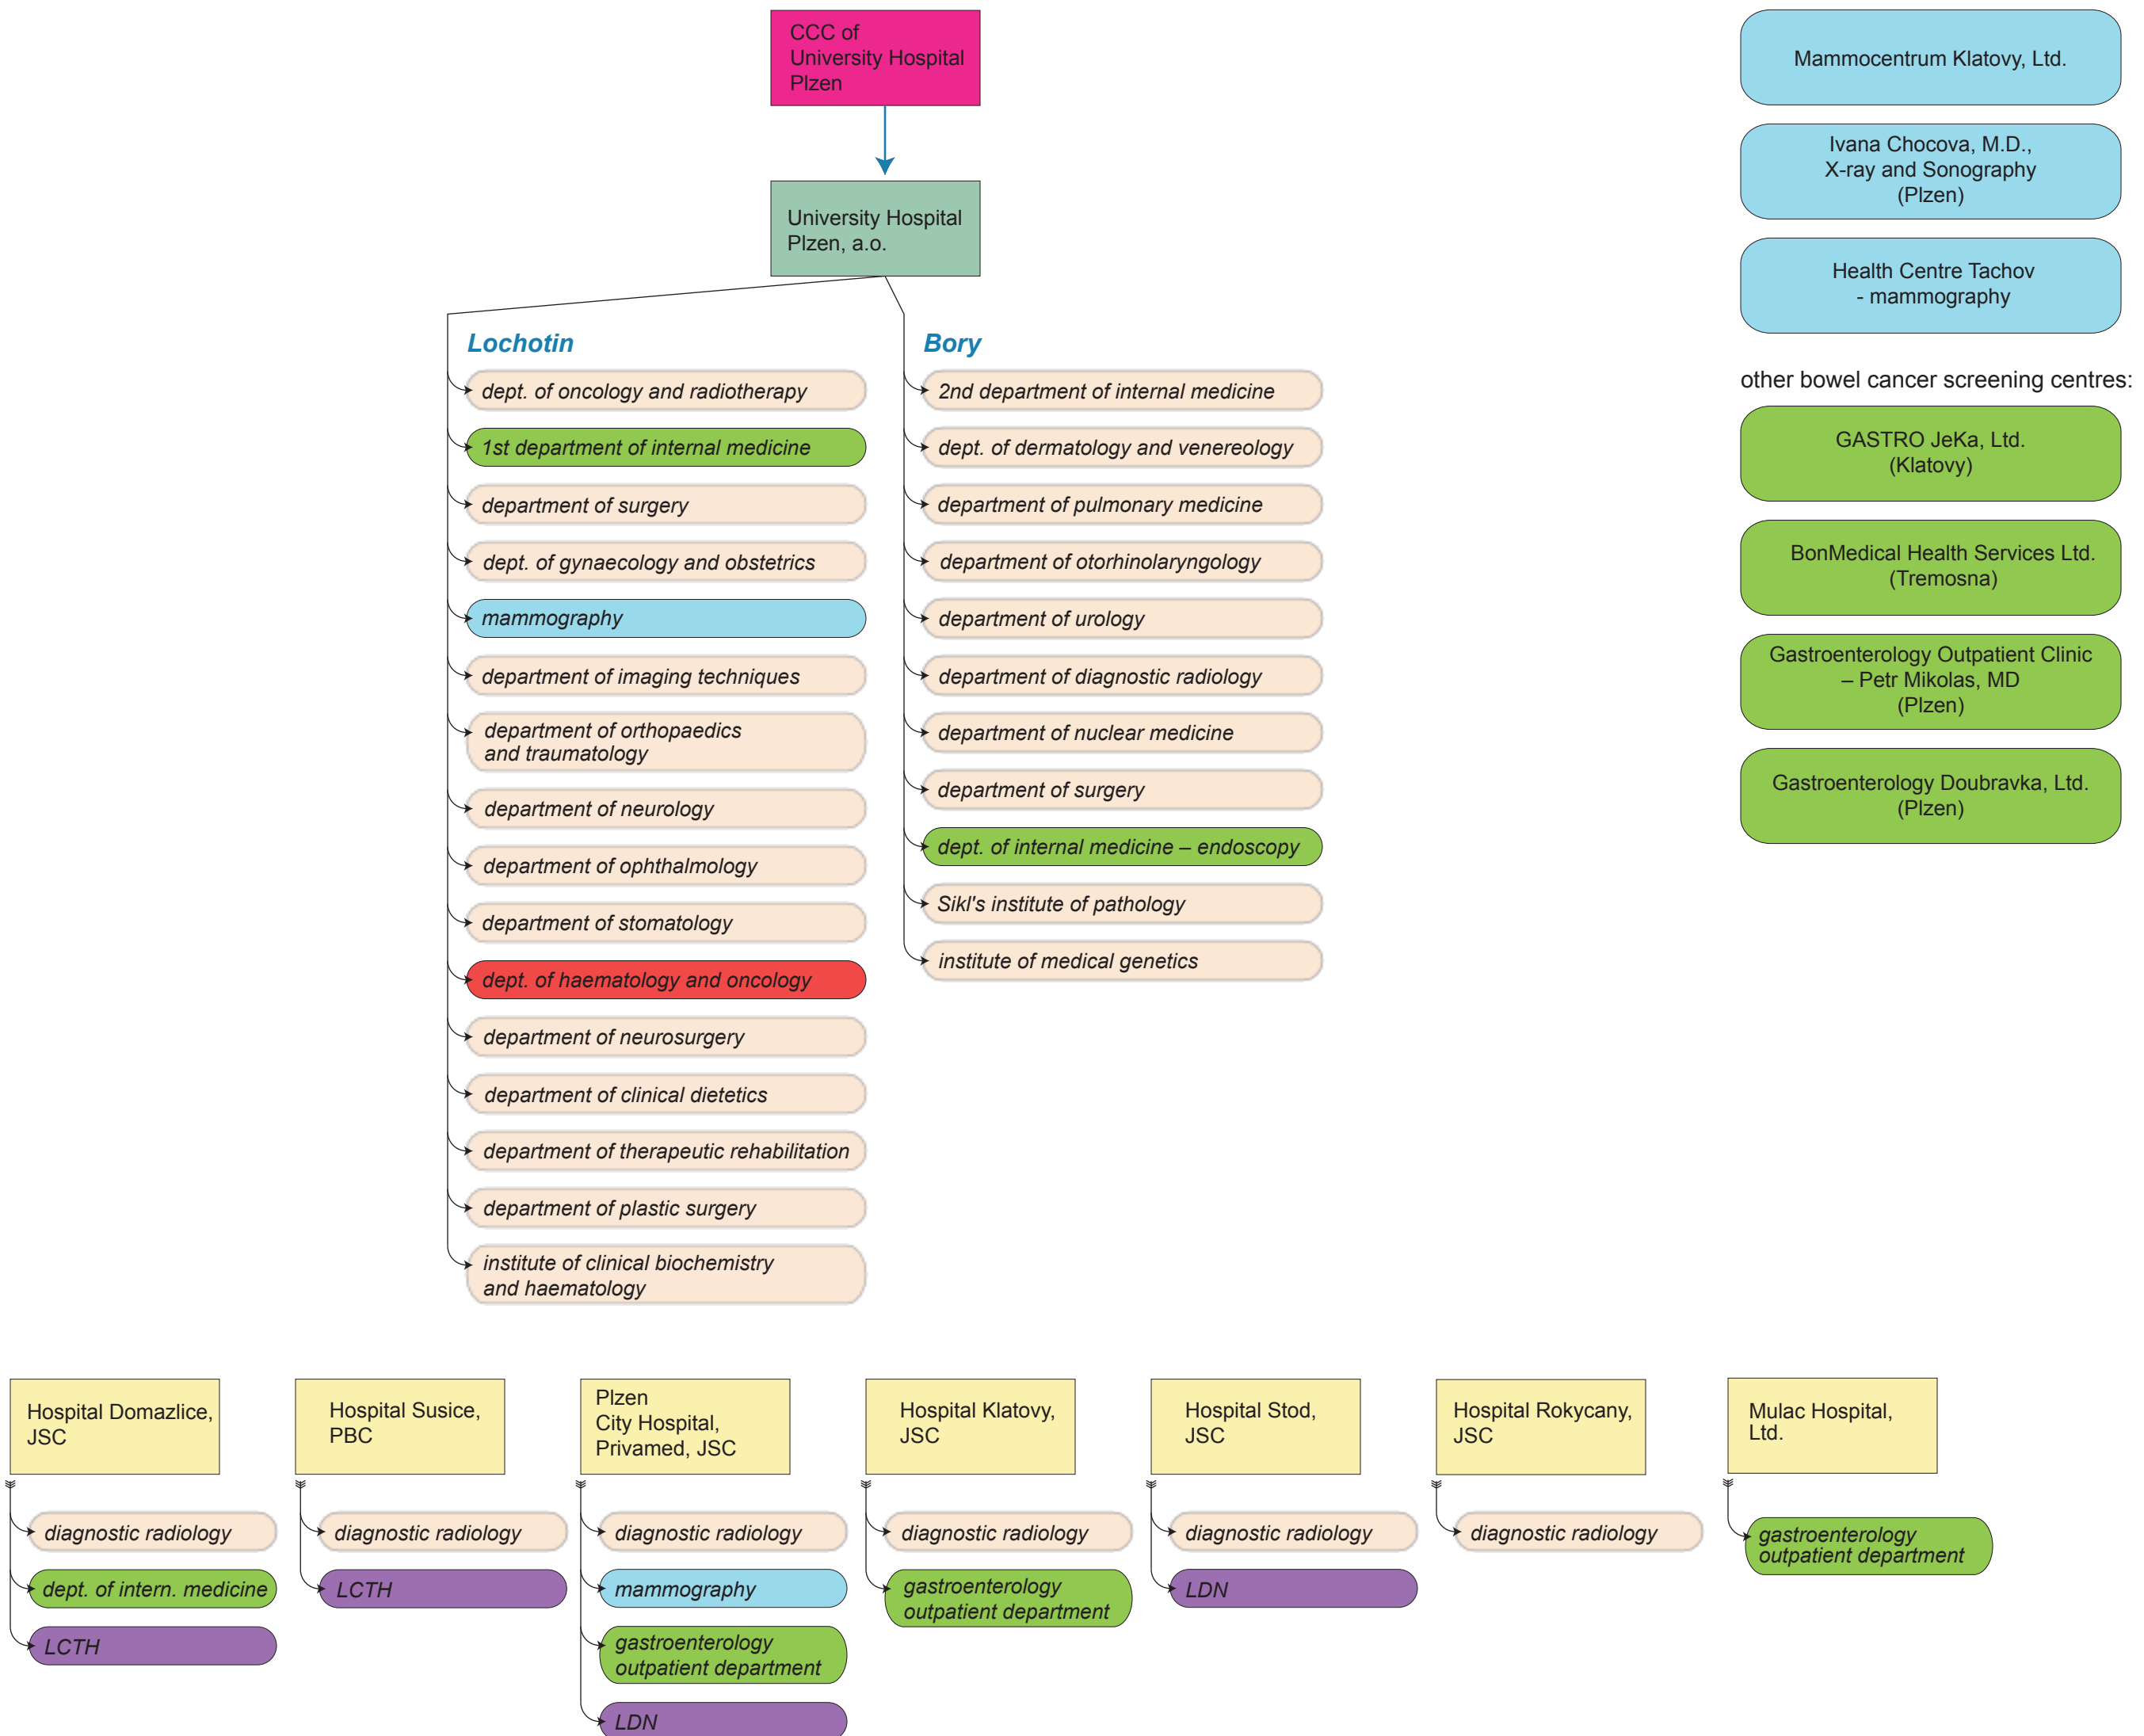 CCC of
University Hospital
Plzen
University Hospital
Plzen, a.o.
Lochotin
dept. of oncology and radiotherapy
1st department of internal medicine
department of surgery
dept. of gynaecology and obstetrics
mammography
department of imaging techniques
department of orthopaedics
and traumatology
department of neurology
department of ophthalmology
department of stomatology
dept. of haematology and oncology
department of neurosurgery
department of clinical dietetics
department of therapeutic rehabilitation
department of plastic surgery
institute of clinical biochemistry
and haematology
Bory
2nd department of internal medicine
dept. of dermatology and venereology
department of pulmonary medicine
department of otorhinolaryngology
department of urology
department of diagnostic radiology
department of nuclear medicine
department of surgery
dept. of internal medicine – endoscopy
Sikl's institute of pathology
institute of medical genetics
Mammocentrum Klatovy, Ltd.
Ivana Chocova, M.D.,
X-ray and Sonography
(Plzen)
Health Centre Tachov
- mammography
other bowel cancer screening centres:
GASTRO JeKa, Ltd.
(Klatovy)
BonMedical Health Services Ltd.
(Tremosna)
Gastroenterology Outpatient Clinic
– Petr Mikolas, MD
(Plzen)
Gastroenterology Doubravka, Ltd.
(Plzen)
Hospital Domazlice,
JSC
diagnostic radiology
dept. of intern. medicine
LCTH
Hospital Susice,
PBC
diagnostic radiology
LCTH
Plzen
City Hospital,
Privamed, JSC
diagnostic radiology
mammography
gastroenterology
outpatient department
LDN
Hospital Klatovy,
JSC
diagnostic radiology
gastroenterology
outpatient department
Hospital Stod,
JSC
diagnostic radiology
LDN
Hospital Rokycany,
JSC
diagnostic radiology
Mulac Hospital,
Ltd.
gastroenterology
outpatient department